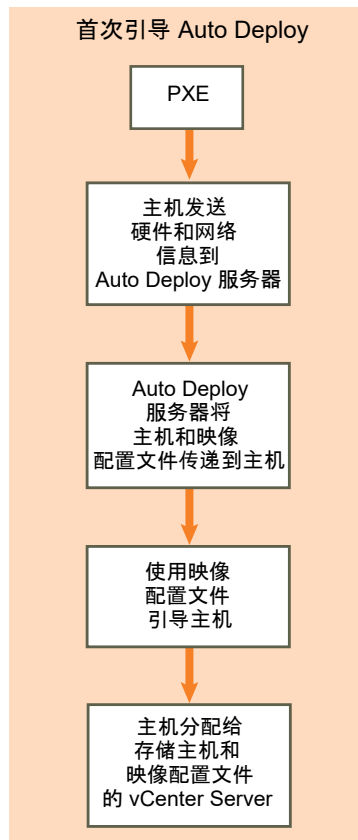 首次引导 Auto Deploy
PXE
主机发送
硬件和网络
信息到
Auto Deploy 服务器
Auto Deploy
服务器将
主机和映像
配置文件传递到主机
使用映像
配置文件
引导主机
主机分配给
存储主机和
映像配置文件
的 vCenter Server